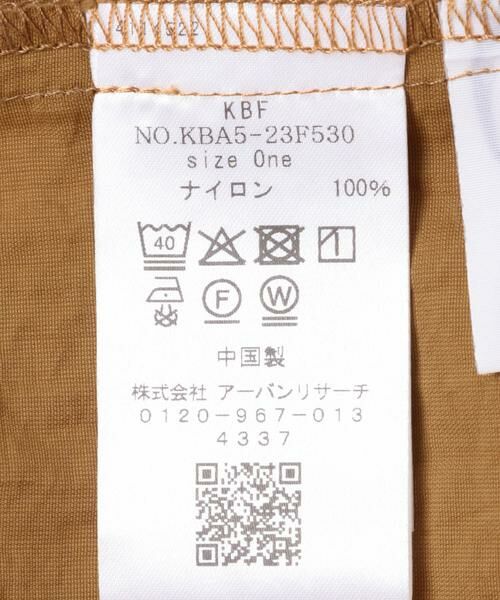 KBF
NO.KBA5-23F530
size One
ナイロン 100%
40
F W
中国製
株式会社 アーバンリサーチ
0120-967-013
4337